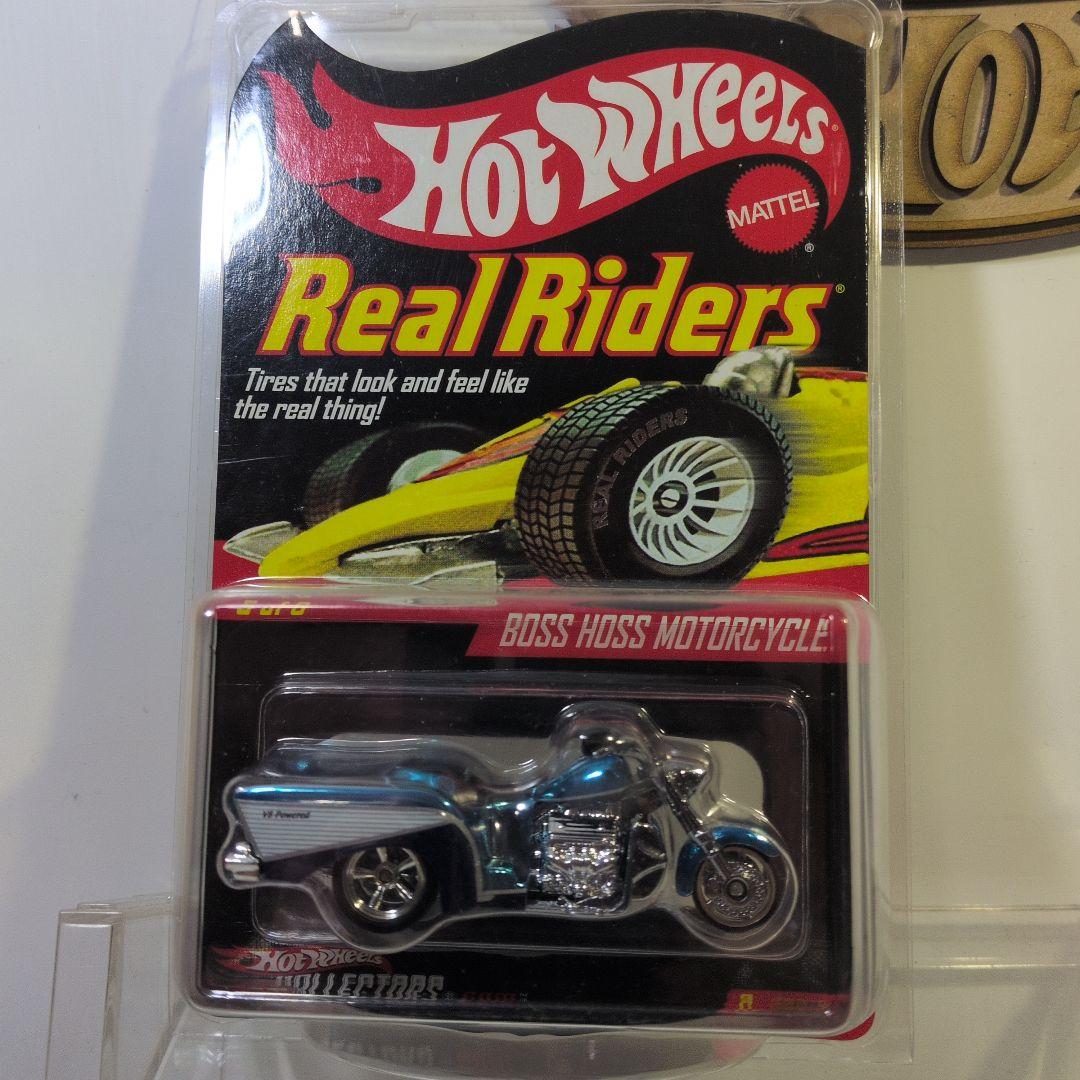 Hot Wheels®
MATTEL
®
Real Riders®
Tires that look and feel like
the real thing!
REAL RIDERS
BOSS HOSS MOTORCYCLE
V8 Powered
Hot Wheels
COLLECTORS